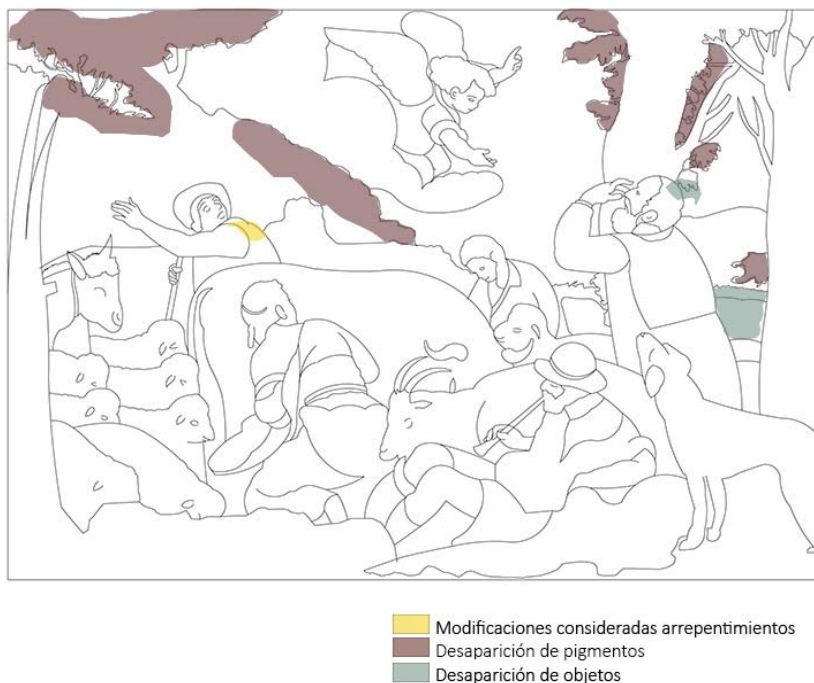 Modificaciones consideradas arrepentimientos
Desaparición de pigmentos
Desaparición de objetos